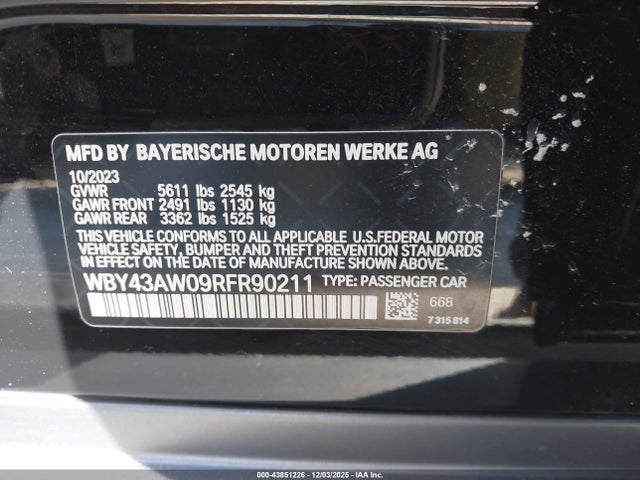 MFD BY BAYERISCHE MOTOREN WERKE AG
10/2023
GVWR 5611 lbs 2545 kg
GAWR FRONT 2491 lbs 1130 kg
GAWR REAR 3362 lbs 1525 kg
THIS VEHICLE CONFORMS TO ALL APPLICABLE U.S.FEDERAL MOTOR
VEHICLE SAFETY, BUMPER AND THEFT PREVENTION STANDARDS
IN EFFECT ON THE DATE OF MANUFACTURE SHOWN ABOVE.
WBY43AW09RFR90211 TYPE: PASSENGER CAR
668
7 315 814
000-43851226 - 12/03/2025 - IAA Inc.